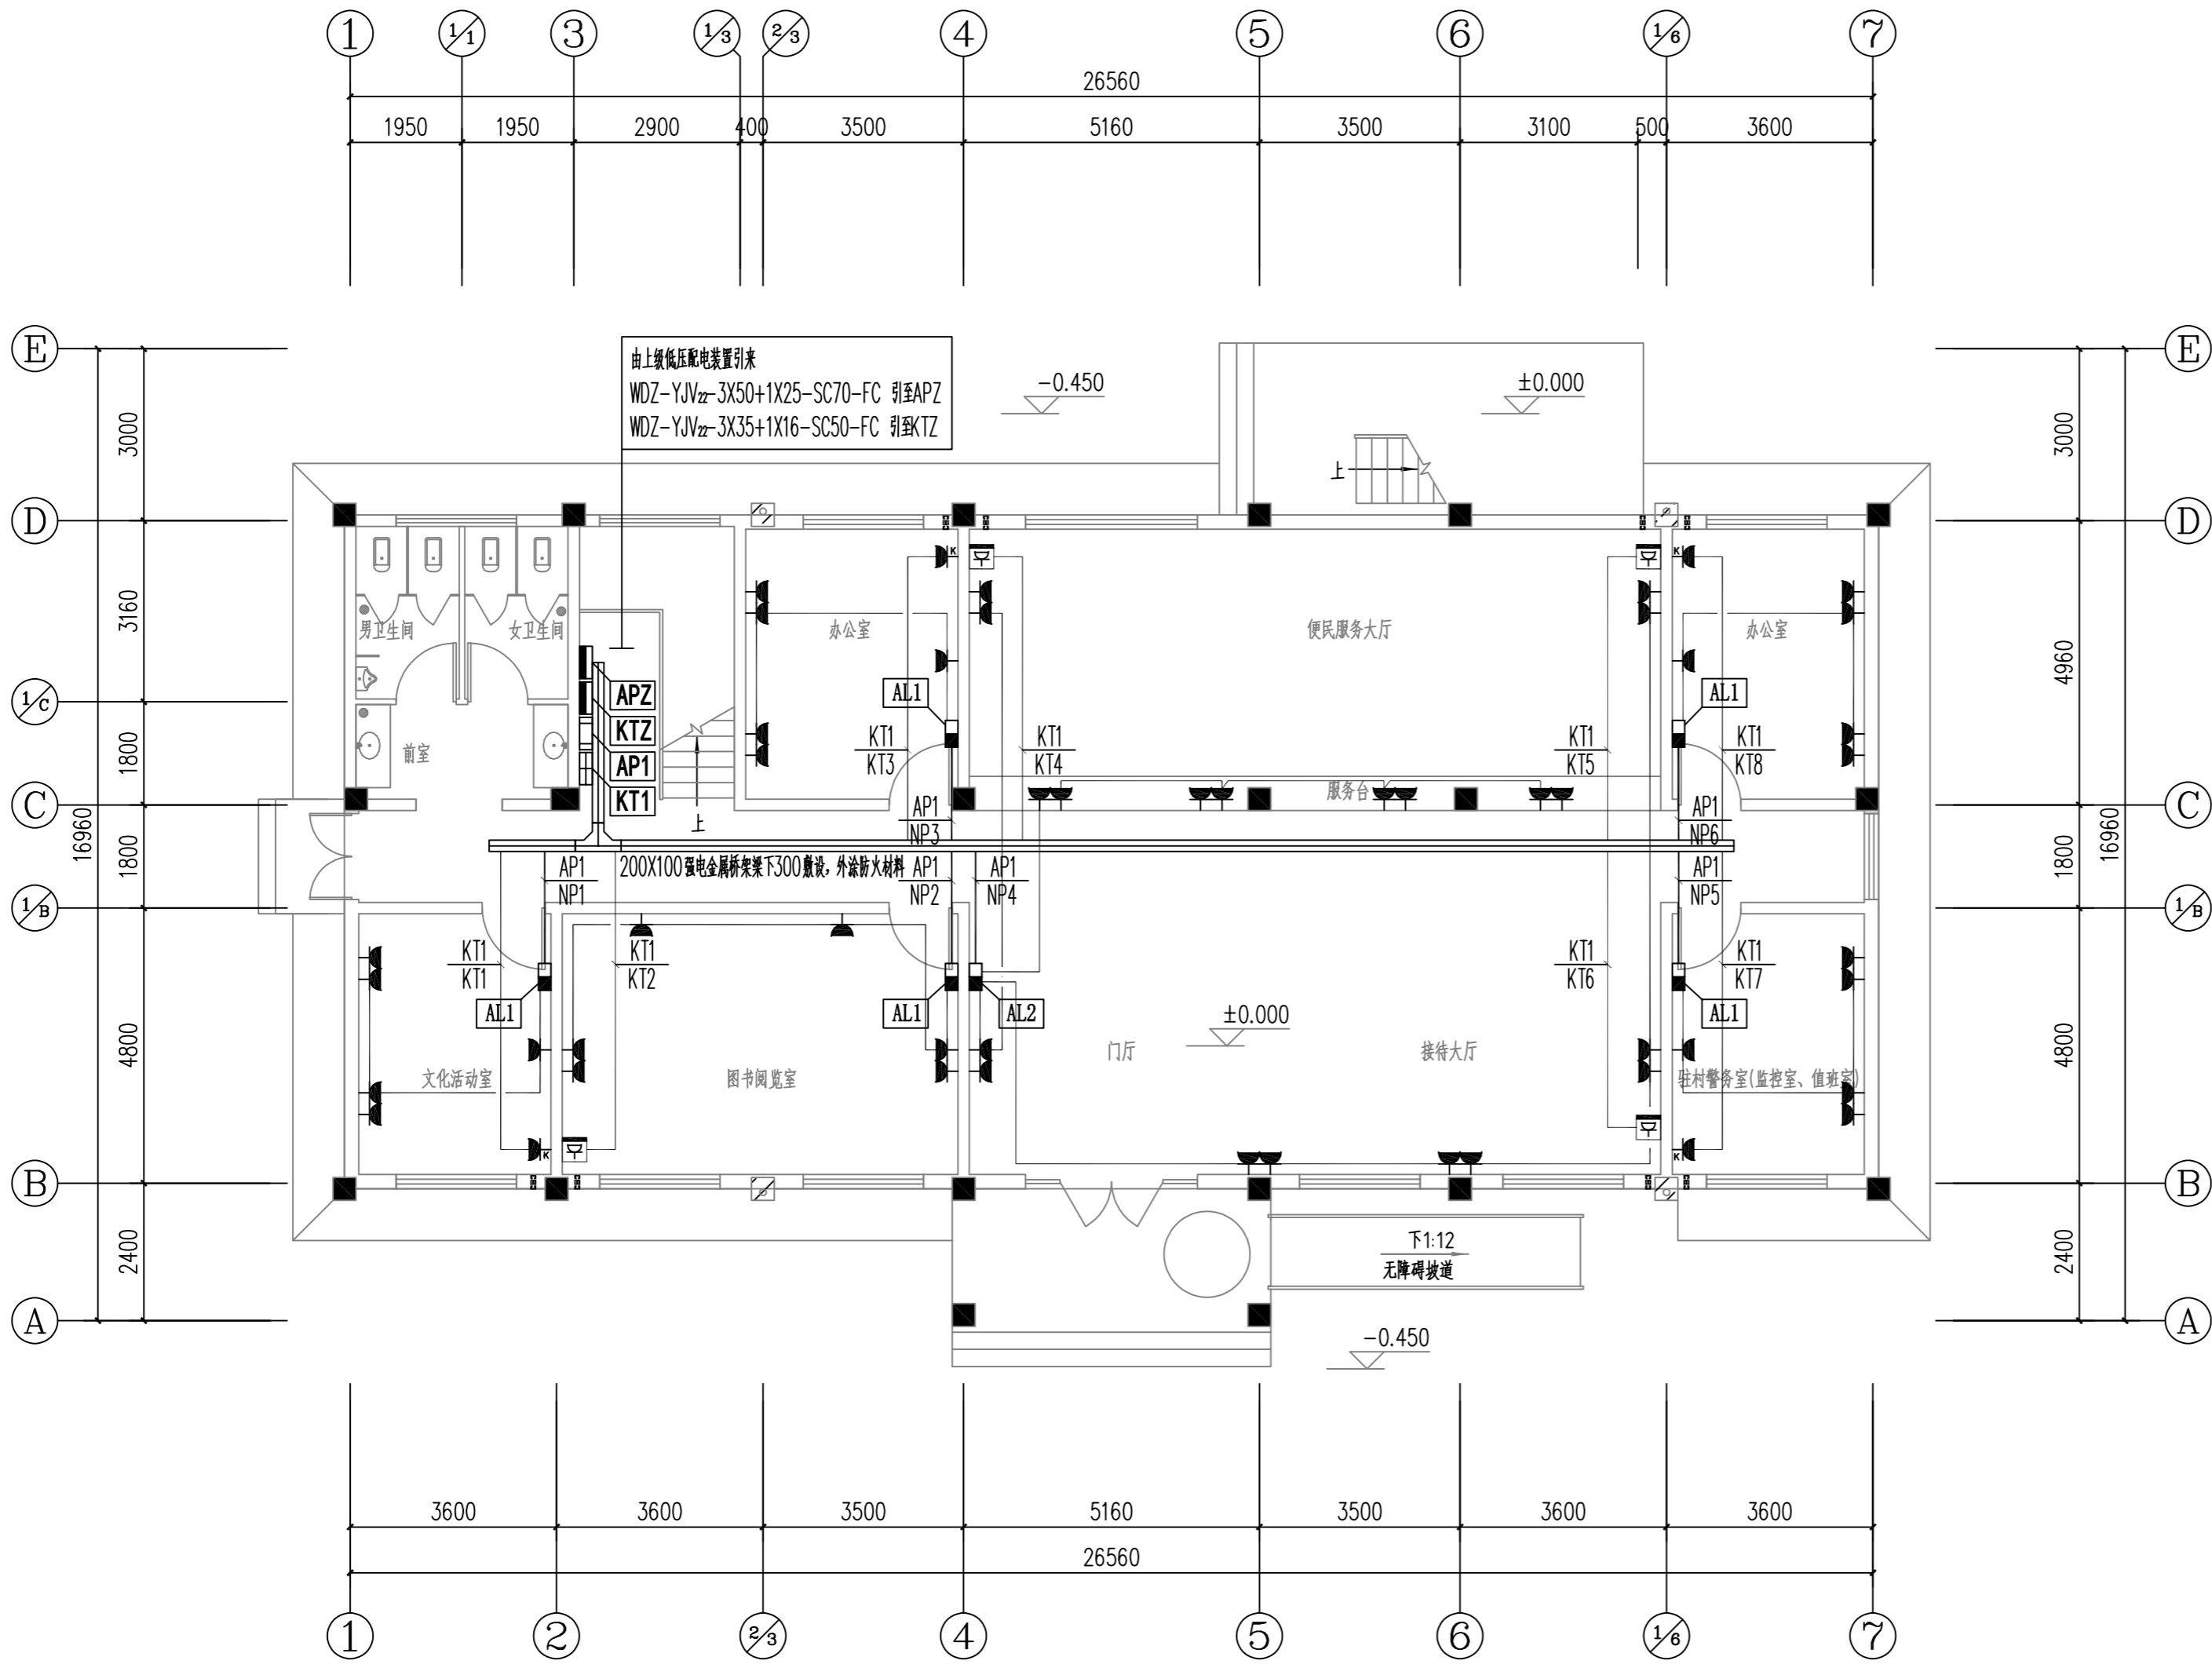 1
1/1
3
1/3
2/3
4
5
6
1/6
7
26560
1950
1950
2900
400
3500
5160
3500
3100
500
3600
E
E
由上级低压配电装置引来
WDZ-YJV22-3X50+1X25-SC70-FC 引至APZ
WDZ-YJV22-3X35+1X16-SC50-FC 引至KTZ
-0.450
±0.000
3000
3000
上
D
D
K
K
3160
男卫生间
女卫生间
办公室
便民服务大厅
办公室
4960
1/C
APZ
AL1
AL1
KTZ
前室
AP1
KT1
KT3
KT1
KT4
KT1
KT5
KT1
KT8
1800
KT1
服务台
C
C
上
AP1
NP3
AP1
NP6
16960
16960
1800
1800
AP1
NP1
200X100强电金属桥架梁下300敷设，外涂防火材料
AP1
NP2
AP1
NP4
AP1
NP5
1/B
1/B
KT1
KT1
KT1
KT2
KT1
KT6
KT1
KT7
AL1
AL1
AL2
±0.000
AL1
4800
4800
文化活动室
图书阅览室
门厅
接待大厅
驻村警务室(监控室、值班室)
K
K
B
B
2400
下1:12
无障碍坡道
2400
A
A
-0.450
3600
3600
3500
5160
3500
3600
3600
26560
1
2
2/3
4
5
6
1/6
7